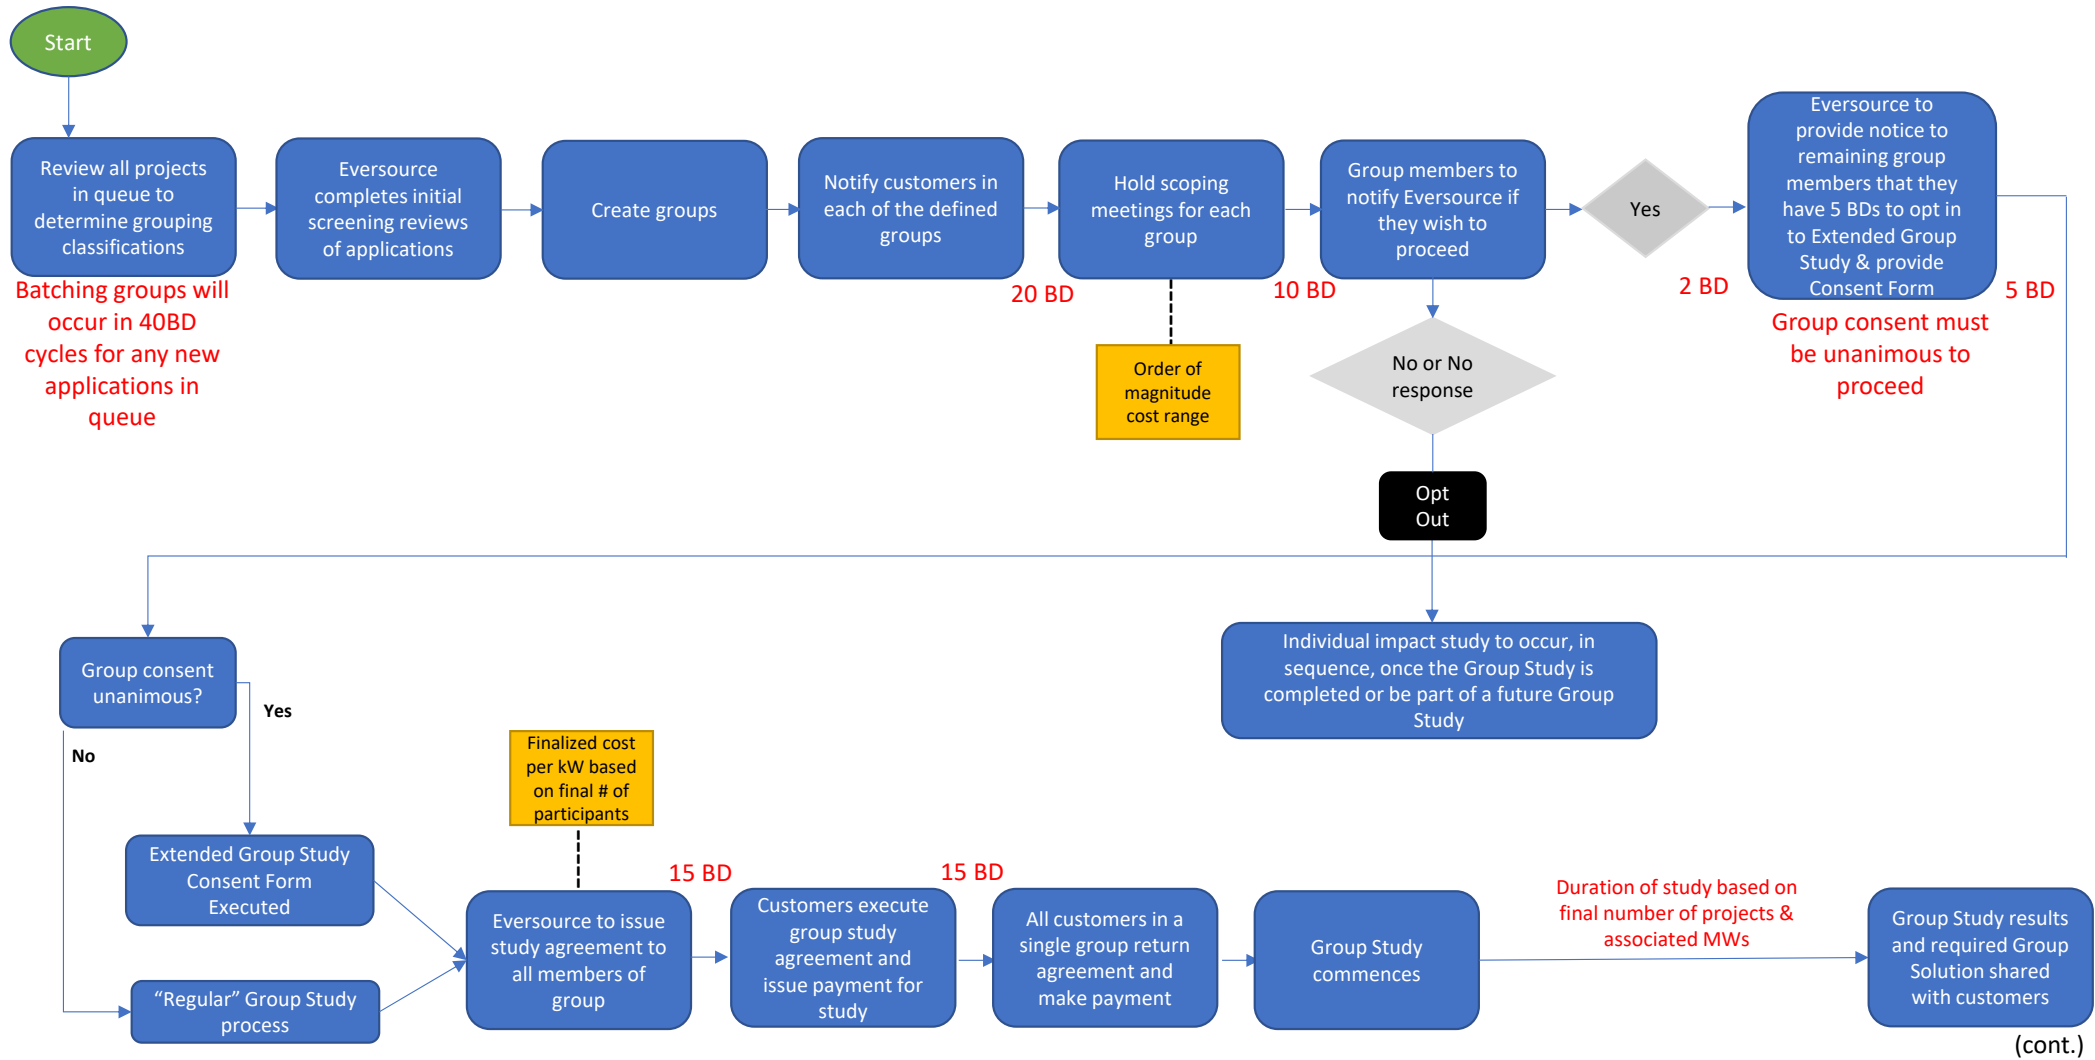 Start
Review all projects
in queue to
determine grouping
classifications
Batching groups will
occur in 40BD
cycles for any new
applications in
queue
Eversource
completes initial
screening reviews
of applications
Create groups
Notify customers in
each of the defined
groups
20 BD
Hold scoping
meetings for each
group
Order of
magnitude
cost range
10 BD
Group members to
notify Eversource if
they wish to
proceed
No or No
response
Opt
Out
Yes
2 BD
Eversource to
provide notice to
remaining group
members that they
have 5 BDs to opt in
to Extended Group
Study & provide
Consent Form
5 BD
Group consent must
be unanimous to
proceed
Individual impact study to occur, in
sequence, once the Group Study is
completed or be part of a future Group
Study
Group consent
unanimous?
Yes
No
Extended Group Study
Consent Form
Executed
“Regular” Group Study
process
Finalized cost
per kW based
on final # of
participants
Eversource to issue
study agreement to
all members of
group
15 BD
Customers execute
group study
agreement and
issue payment for
study
15 BD
All customers in a
single group return
agreement and
make payment
Group Study
commences
Duration of study based on
final number of projects &
associated MWs
Group Study results
and required Group
Solution shared
with customers
(cont.)